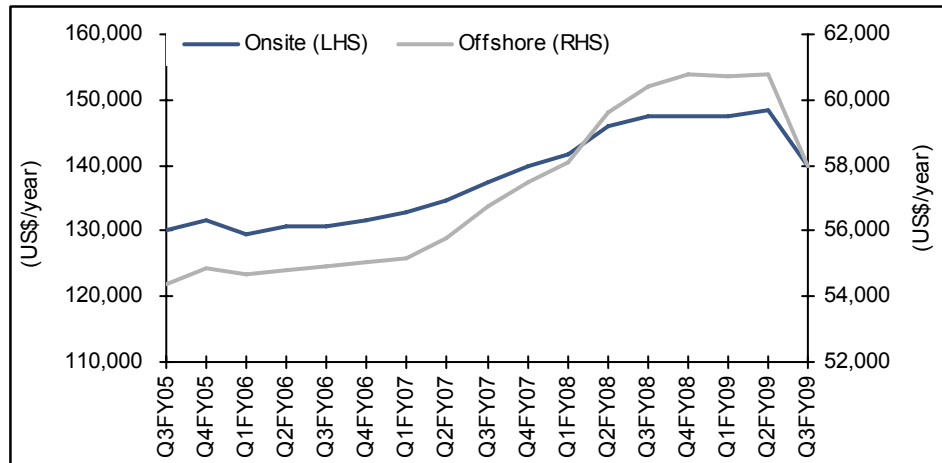 160,000
150,000
140,000
130,000
120,000
110,000
(US$/year)
Onsite (LHS)
Offshore (RHS)
62,000
60,000
58,000
56,000
54,000
52,000
(US$/year)
Q3FY05
Q4FY05
Q1FY06
Q2FY06
Q3FY06
Q4FY06
Q1FY07
Q2FY07
Q3FY07
Q4FY07
Q1FY08
Q2FY08
Q3FY08
Q4FY08
Q1FY09
Q2FY09
Q3FY09